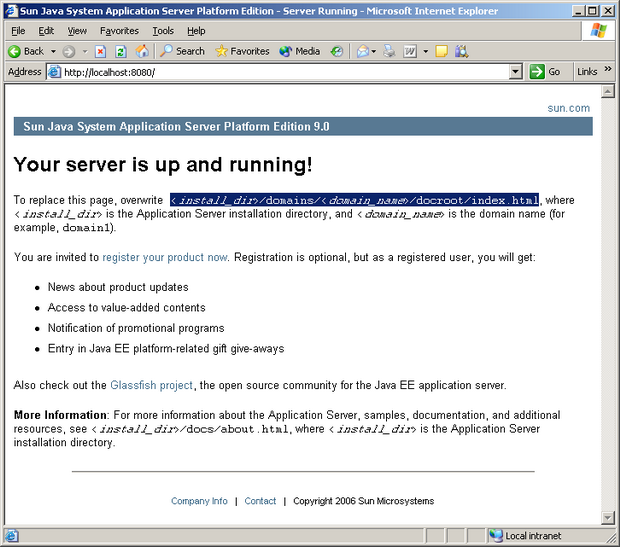 Sun Java System Application Server Platform Edition - Server Running - Microsoft Internet Explorer
File Edit View Favorites Tools Help
Back Search Favorites Media
Address http://localhost:8080/ Go Links »
sun.com
Sun Java System Application Server Platform Edition 9.0
Your server is up and running!
To replace this page, overwrite <install_dir>/domains/<domain_name>/docroot/index.html, where
<install_dir> is the Application Server installation directory, and <domain_name> is the domain name (for
example, domain1).
You are invited to register your product now. Registration is optional, but as a registered user, you will get:
• News about product updates
• Access to value-added contents
• Notification of promotional programs
• Entry in Java EE platform-related gift give-aways
Also check out the Glassfish project, the open source community for the Java EE application server.
More Information: For more information about the Application Server, samples, documentation, and additional
resources, see <install_dir>/docs/about.html, where <install_dir> is the Application Server
installation directory.
Company Info | Contact | Copyright 2006 Sun Microsystems
Local intranet